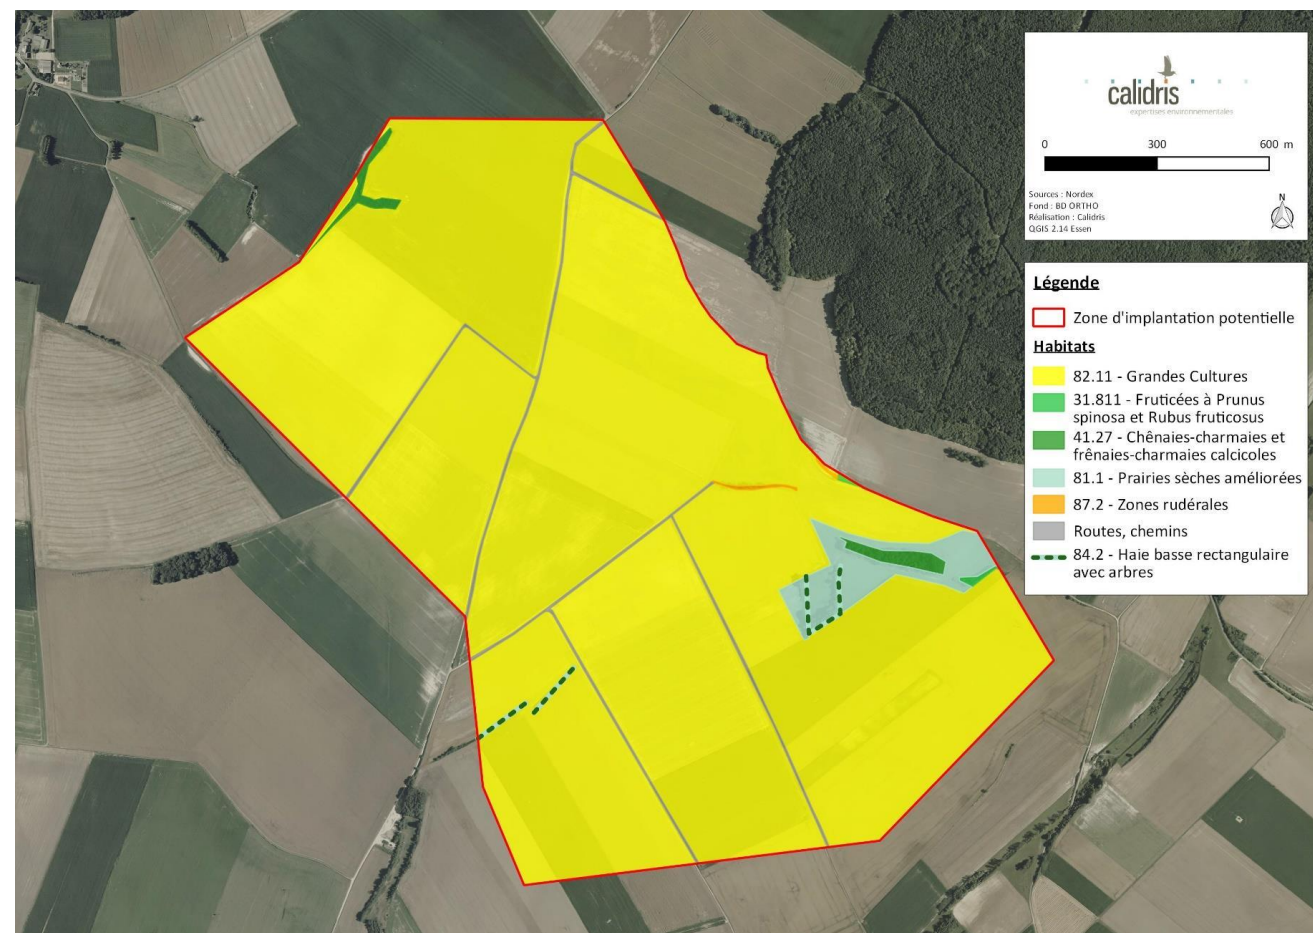 calidris
expertises environnementales
0 300 600 m
Sources : Nordex
Fond : BD ORTHO
Réalisation : Calidris
QGIS 2.14 Essen
N
Légende
Zone d'implantation potentielle
Habitats
82.11 - Grandes Cultures
31.811 - Fruticées à Prunus
spinosa et Rubus fruticosus
41.27 - Chênaies-charmaies et
frênaies-charmaies calcicoles
81.1 - Prairies sèches améliorées
87.2 - Zones rudérales
Routes, chemins
84.2 - Haie basse rectangulaire
avec arbres